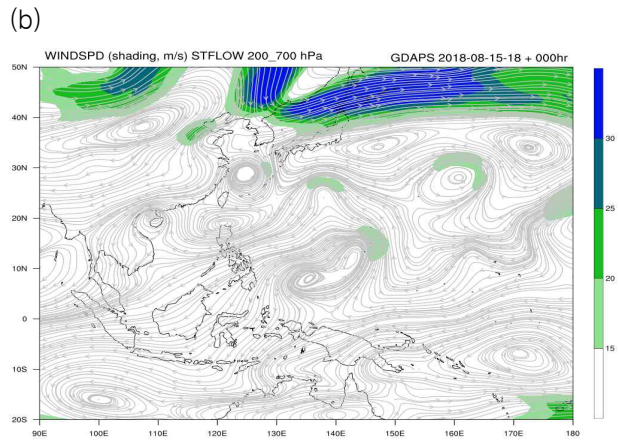 (b)
WINDSPD (shading, m/s) STFLOW 200_700 hPa GDAPS 2018-08-15-18 + 000hr
50N
40N
30N
20N
10N
0
10S
20S
90E 100E 110E 120E 130E 140E 150E 160E 170E 180
30
25
20
15